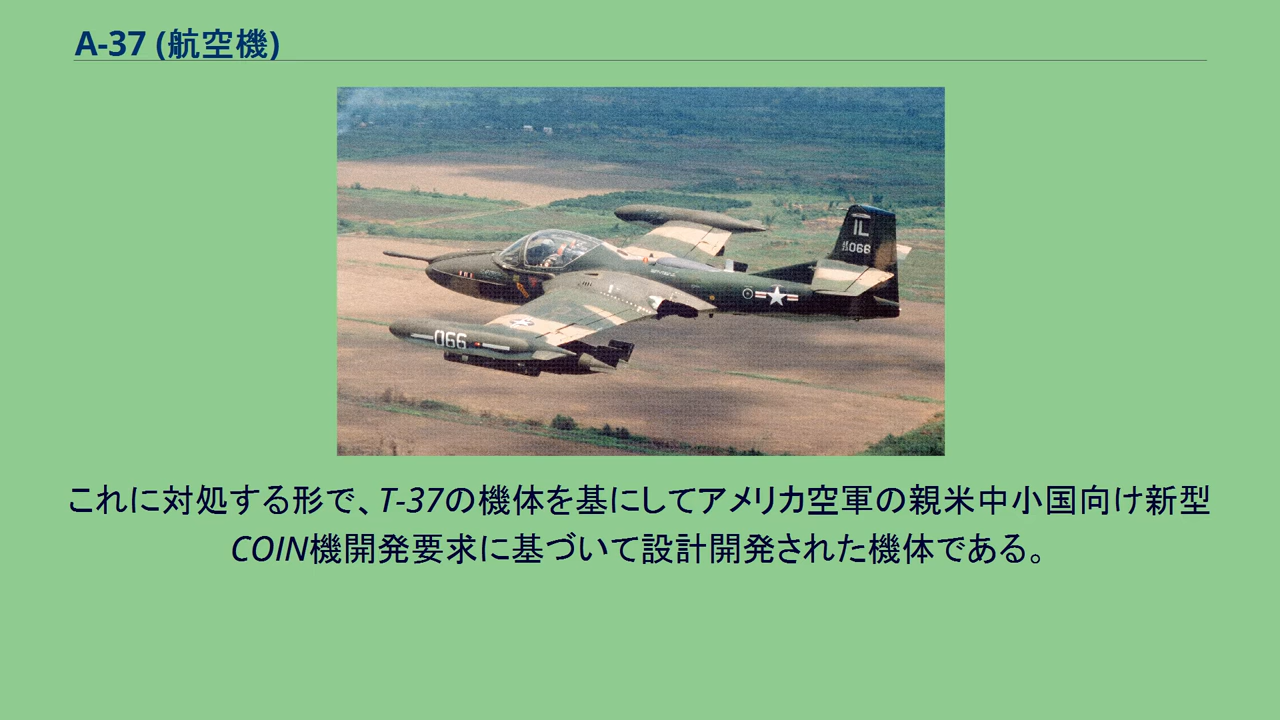 A-37 (航空機)
IL
066
066
これに対処する形で、T-37の機体を基にしてアメリカ空軍の親米中小国向け新型
COIN機開発要求に基づいて設計開発された機体である。